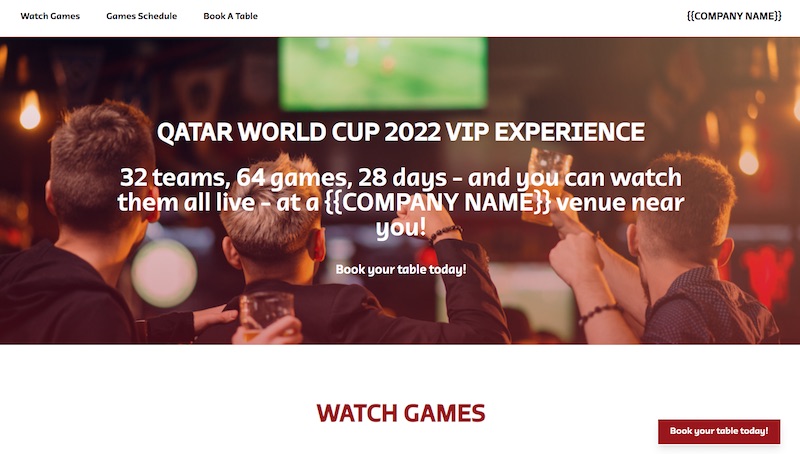 Watch Games
Games Schedule
Book A Table
{{COMPANY NAME}}
QATAR WORLD CUP 2022 VIP EXPERIENCE
32 teams, 64 games, 28 days - and you can watch
them all live - at a {{COMPANY NAME}} venue near
you!
Book your table today!
WATCH GAMES
Book your table today!